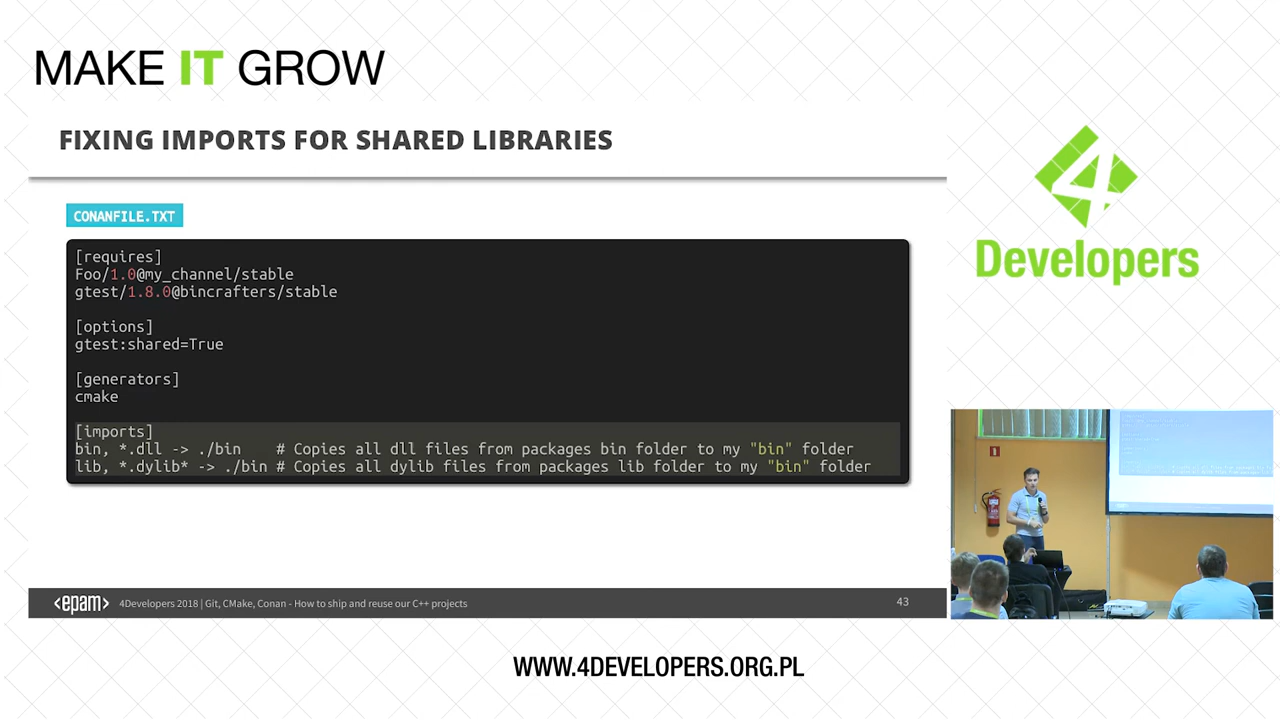 MAKE IT GROW
FIXING IMPORTS FOR SHARED LIBRARIES
CONANFILE.TXT
[requires]
Foo/1.0@my_channel/stable
gtest/1.8.0@bincrafters/stable
[options]
gtest:shared=True
[generators]
cmake
[imports]
bin, *.dll -> ./bin    # Copies all dll files from packages bin folder to my "bin" folder
lib, *.dylib* -> ./bin # Copies all dylib files from packages lib folder to my "bin" folder
<epam> 4Developers 2018 | Git, CMake, Conan - How to ship and reuse our C++ projects 43
4
Developers
WWW.4DEVELOPERS.ORG.PL